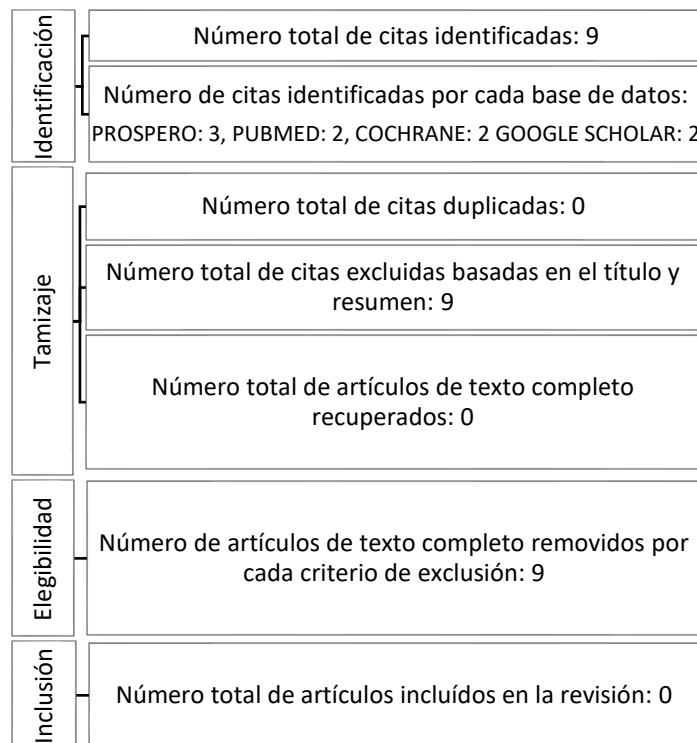 Identificación
Número total de citas identificadas: 9
Número de citas identificadas por cada base de datos:
PROSPERO: 3, PUBMED: 2, COCHRANE: 2 GOOGLE SCHOLAR: 2
Tamizaje
Número total de citas duplicadas: 0
Número total de citas excluidas basadas en el título y
resumen: 9
Número total de artículos de texto completo
recuperados: 0
Elegibilidad
Número de artículos de texto completo removidos por
cada criterio de exclusión: 9
Inclusión
Número total de artículos incluídos en la revisión: 0